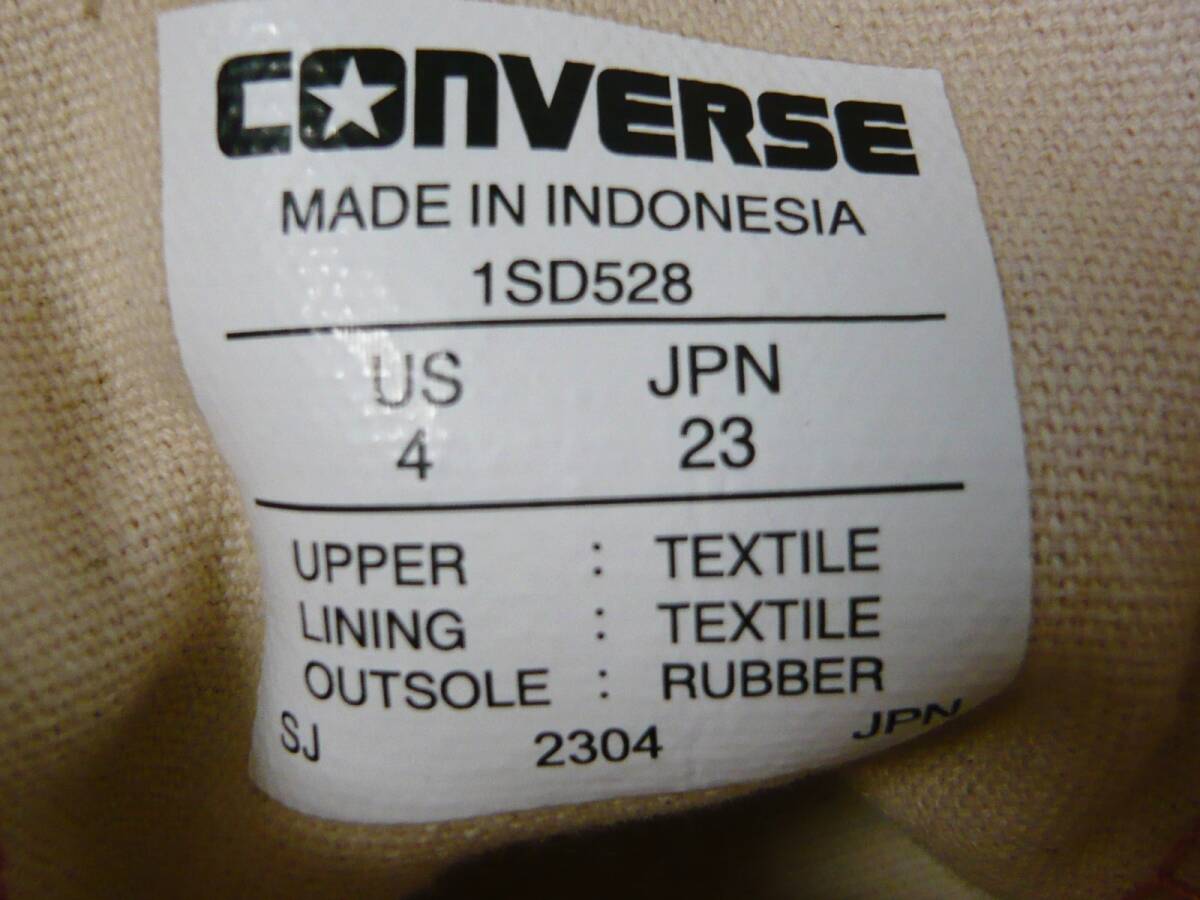 CONVERSE
MADE IN INDONESIA
1SD528
US JPN
4 23
UPPER : TEXTILE
LINING : TEXTILE
OUTSOLE : RUBBER
SJ 2304 JPN